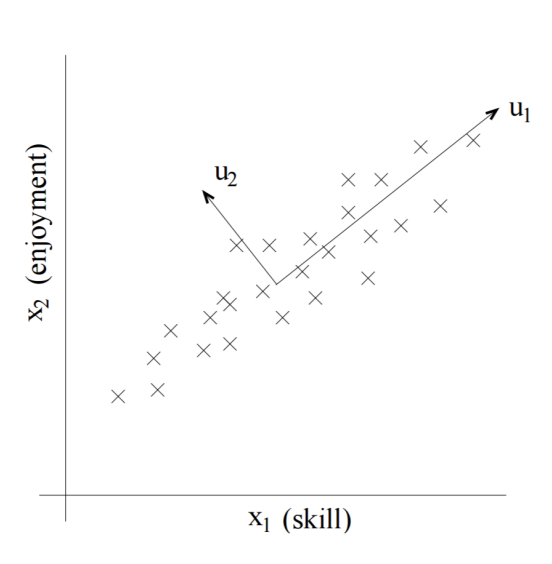 u₁
u₂
x₂ (enjoyment)
x₁ (skill)